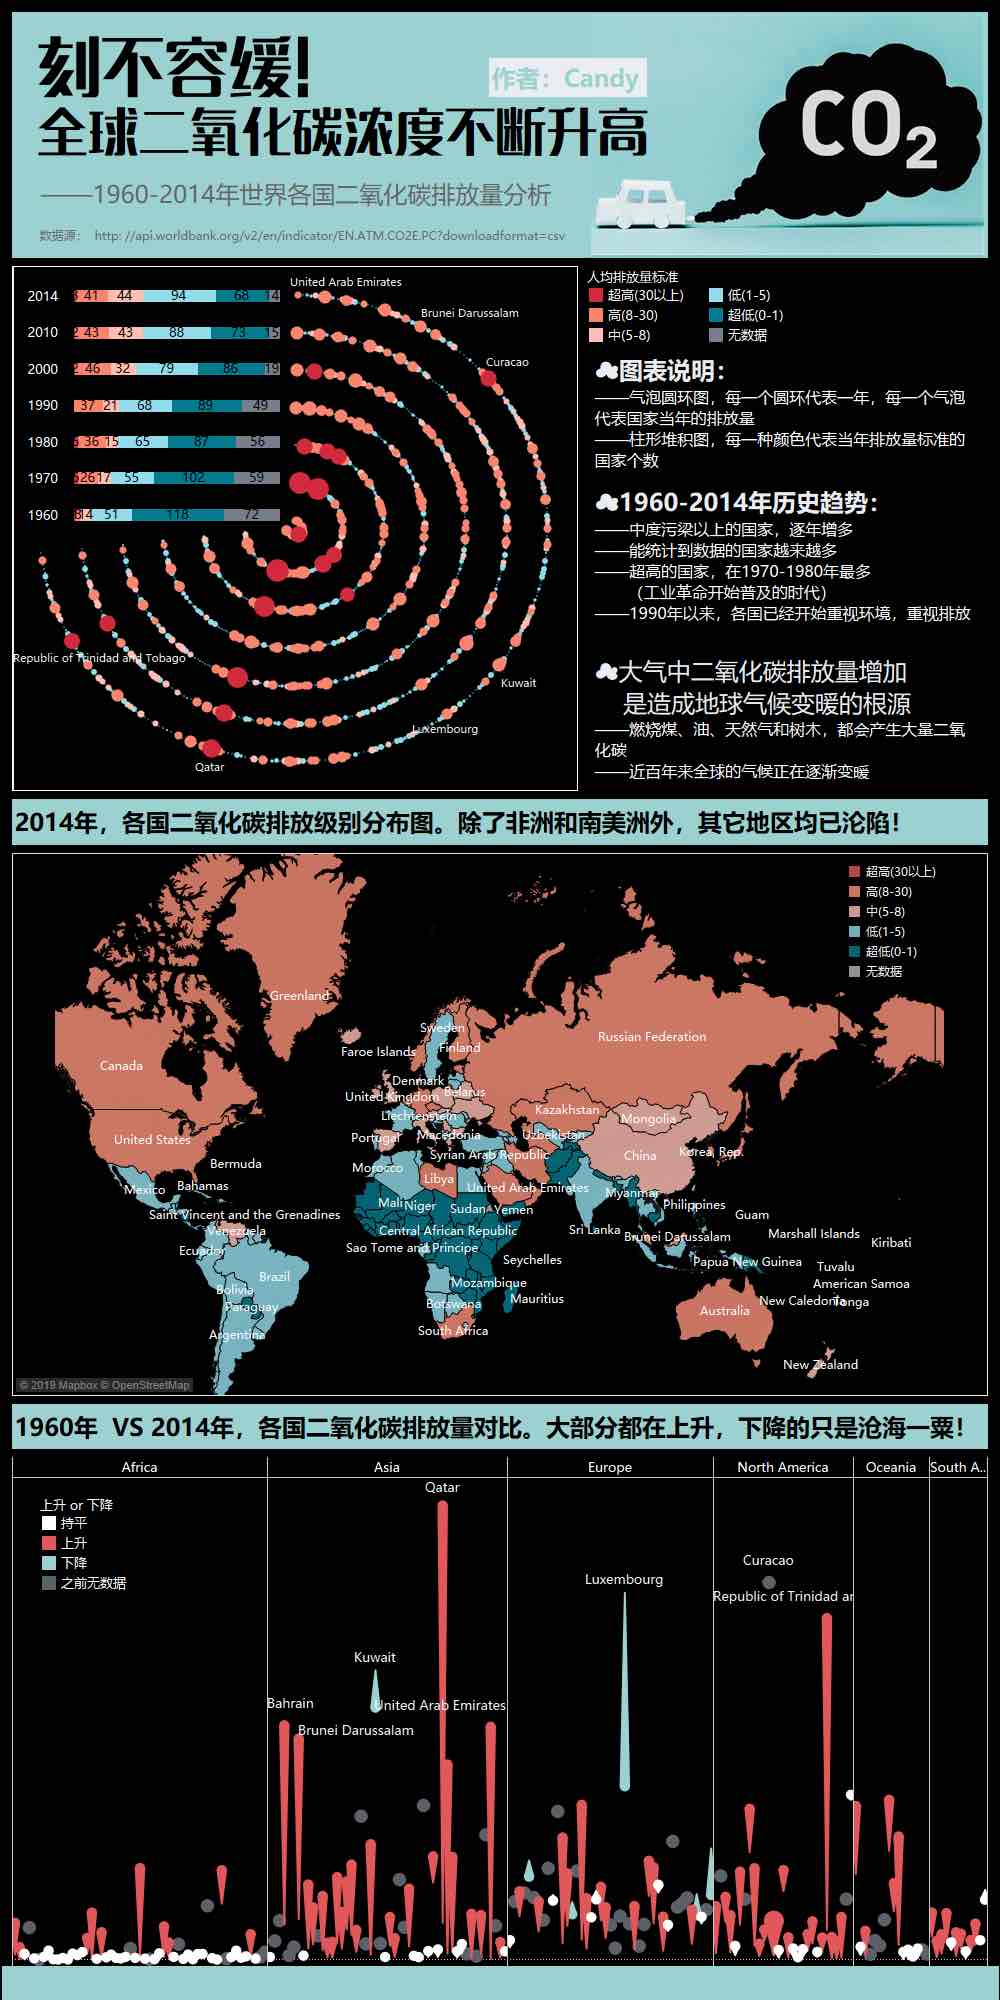 刻不容缓!
作者：Candy
全球二氧化碳浓度不断升高
——1960-2014年世界各国二氧化碳排放量分析
数据源： http: //api.worldbank.org/v2/en/indicator/EN.ATM.CO2E.PC?downloadformat=csv
CO2
2014 41 44 94 68 14
2010 2 43 43 88 73 15
2000 2 46 32 79 86 19
1990 37 21 68 89 49
1980 36 15 65 87 56
1970 26 17 55 102 59
1960 8 14 51 118 72
United Arab Emirates
Brunei Darussalam
Curacao
Republic of Trinidad and Tobago
Kuwait
Luxembourg
Qatar
人均排放量标准
超高(30以上)
高(8-30)
中(5-8)
低(1-5)
超低(0-1)
无数据
图表说明：
——气泡圆环图，每一个圆环代表一年，每一个气泡
代表国家当年的排放量
——柱形堆积图，每一种颜色代表当年排放量标准的
国家个数
1960-2014年历史趋势：
——中度污梁以上的国家，逐年增多
——能统计到数据的国家越来越多
——超高的国家，在1970-1980年最多
（工业革命开始普及的时代）
——1990年以来，各国已经开始重视环境，重视排放
大气中二氧化碳排放量增加
是造成地球气候变暖的根源
——燃烧煤、油、天然气和树木，都会产生大量二氧
化碳
——近百年来全球的气候正在逐渐变暖
2014年，各国二氧化碳排放级别分布图。除了非洲和南美洲外，其它地区均已沦陷！
超高(30以上)
高(8-30)
中(5-8)
低(1-5)
超低(0-1)
无数据
Greenland
Sweden
Russian Federation
Faroe Islands
Finland
Canada
Denmark
United Kingdom
Belarus
Kazakhstan
Liechtenstein
Mongolia
United States
Portugal
Macedonia
Uzbekistan
Syrian Arab Republic
China
Korea, Rep.
Bermuda
Morocco
Libya
Mexico
Bahamas
United Arab Emirates
Myanmar
Mali
Niger
Sudan
Yemen
Philippines
Saint Vincent and the Grenadines
Guam
Venezuela
Central African Republic
Sri Lanka
Brunei Darussalam
Marshall Islands
Kiribati
Ecuador
Sao Tome and Principe
Seychelles
Papua New Guinea
Tuvalu
Brazil
Mozambique
American Samoa
Bolivia
Mauritius
New Caledonia
Tonga
Paraguay
Botswana
Australia
Argentina
South Africa
New Zealand
© 2019 Mapbox © OpenStreetMap
1960年 VS 2014年，各国二氧化碳排放量对比。大部分都在上升，下降的只是沧海一粟！
Africa
Asia
Europe
North America
Oceania
South A..
上升 or 下降
持平
上升
下降
之前无数据
Qatar
Curacao
Luxembourg
Republic of Trinidad ar
Kuwait
Bahrain
United Arab Emirates
Brunei Darussalam